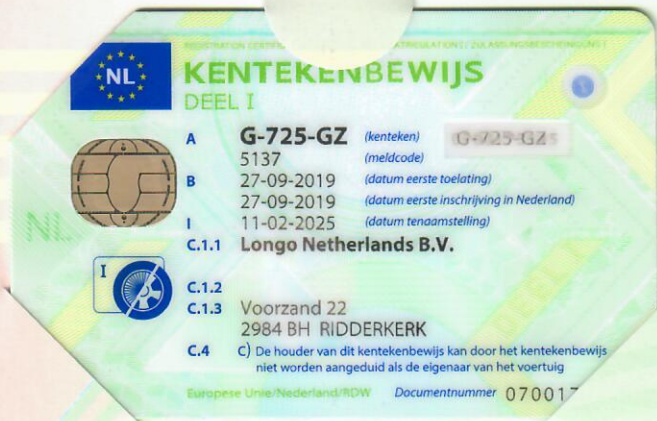 NL
KENTEKENBEWIJS
DEEL I
A G-725-GZ (kenteken) G-725-GZ
5137 (meldcode)
B 27-09-2019 (datum eerste toelating)
27-09-2019 (datum eerste inschrijving in Nederland)
I 11-02-2025 (datum tenaamstelling)
C.1.1 Longo Netherlands B.V.
NL
I
C.1.2
C.1.3 Voorzand 22
2984 BH RIDDERKERK
C.4 C) De houder van dit kentekenbewijs kan door het kentekenbewijs
niet worden aangeduid als de eigenaar van het voertuig
Europese Unie/Nederland/RDW Documentnummer 070017